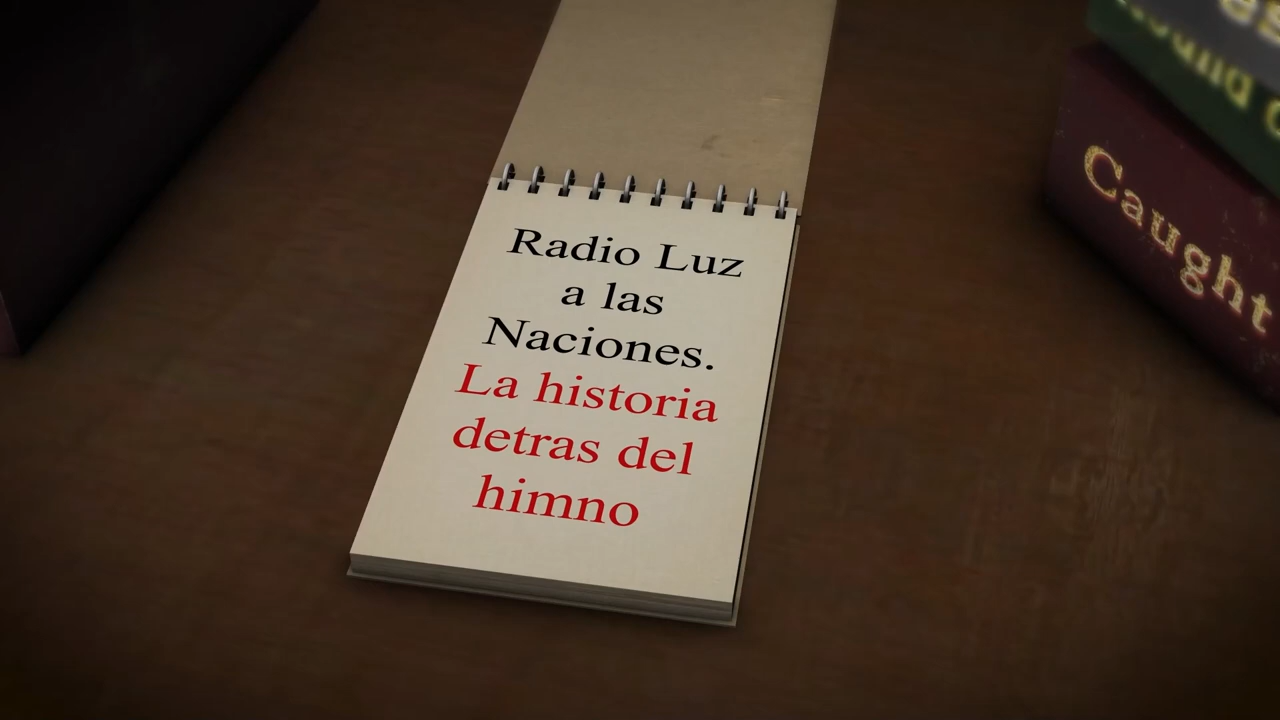 Radio Luz
a las
Naciones.
La historia
detras del
himno
Caught